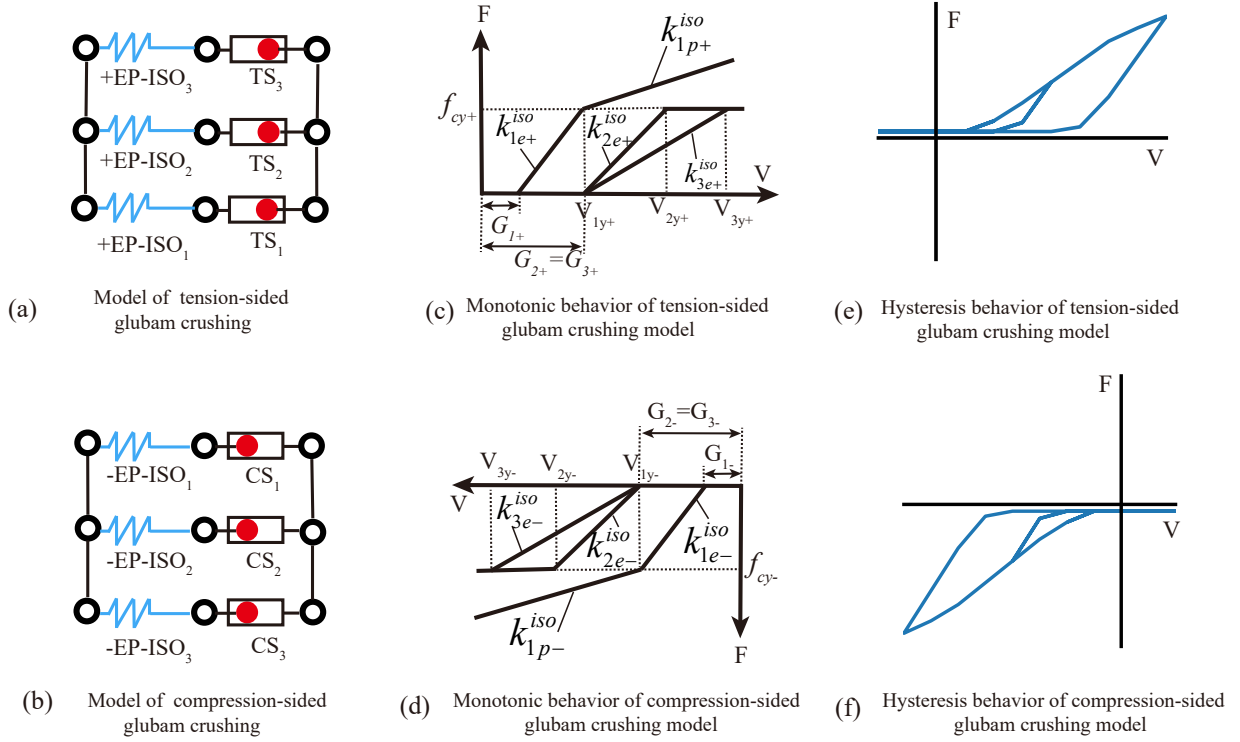 +EP-ISO3
TS3
+EP-ISO2
TS2
+EP-ISO1
TS1
(a)
Model of tension-sided
glubam crushing
F
k1p+^iso
fcy+
k1e+^iso
k2e+^iso
k3e+^iso
V
V1y+
V2y+
V3y+
G1+
G2+=G3+
(c)
Monotonic behavior of tension-sided
glubam crushing model
F
V
(e)
Hysteresis behavior of tension-sided
glubam crushing model
-EP-ISO1
CS1
-EP-ISO2
CS2
-EP-ISO3
CS3
(b)
Model of compression-sided
glubam crushing
G2-=G3-
G1-
V3y-
V2y-
V1y-
V
k3e-^iso
k2e-^iso
k1e-^iso
fcy-
k1p-^iso
F
(d)
Monotonic behavior of compression-sided
glubam crushing model
F
V
(f)
Hysteresis behavior of compression-sided
glubam crushing model